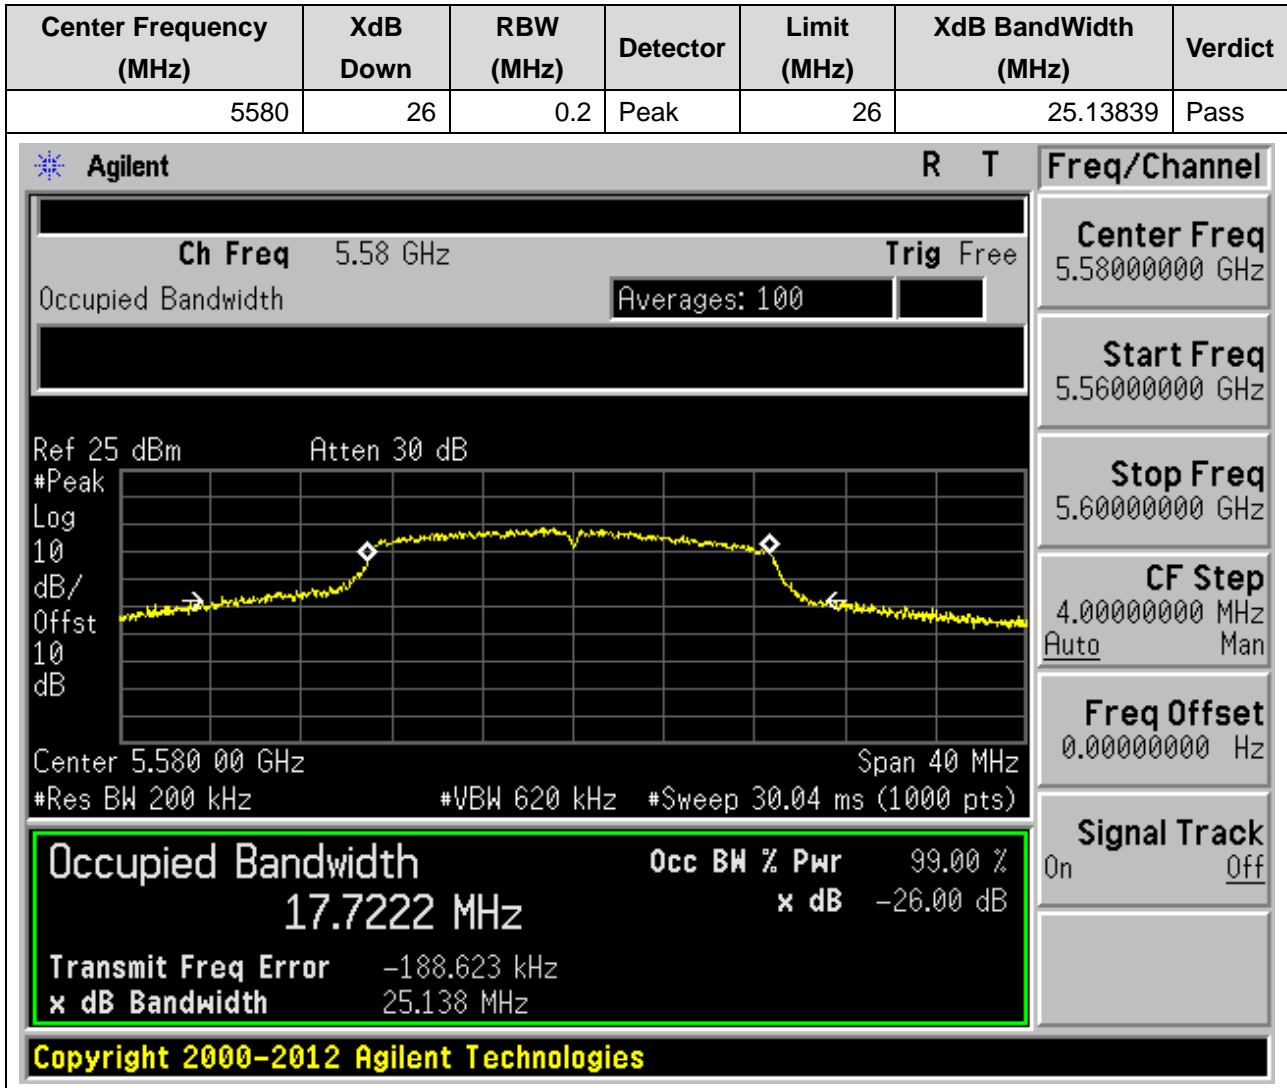 Center Frequency (MHz) XdB Down RBW (MHz) Detector Limit (MHz) XdB BandWidth (MHz) Verdict
5580 26 0.2 Peak 26 25.13839 Pass
Agilent R T
Ch Freq 5.58 GHz Trig Free
Occupied Bandwidth Averages: 100
Ref 25 dBm Atten 30 dB
#Peak
Log
10
dB/
Offst
10
dB
Center 5.580 00 GHz Span 40 MHz
#Res BW 200 kHz #VBW 620 kHz #Sweep 30.04 ms (1000 pts)
Occupied Bandwidth Occ BW % Pwr 99.00 %
17.7222 MHz x dB -26.00 dB
Transmit Freq Error -188.623 kHz
x dB Bandwidth 25.138 MHz
Copyright 2000-2012 Agilent Technologies
Freq/Channel
Center Freq
5.58000000 GHz
Start Freq
5.56000000 GHz
Stop Freq
5.60000000 GHz
CF Step
4.00000000 MHz
Auto Man
Freq Offset
0.00000000 Hz
Signal Track
On Off